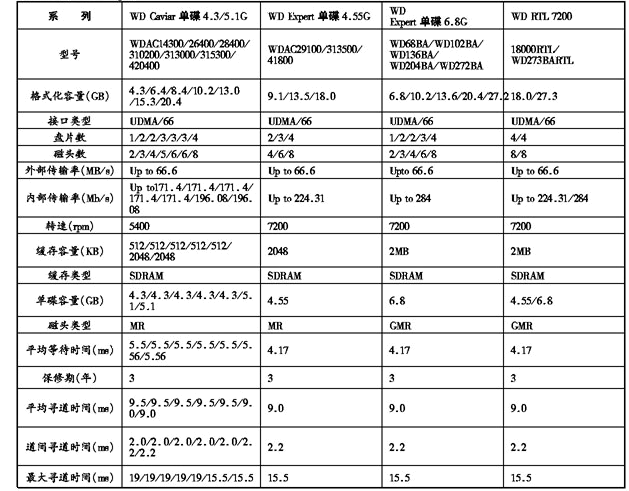 系 列 WD Caviar 单碟 4.3/5.1G WD Expert 单碟 4.55G WD Expert 单碟 6.8G WD RTL 7200
型号 WDAC14300/26400/28400/310200/313000/315300/420400 WDAC29100/313500/41800 WD68BA/WD102BA/WD136BA/WD204BA/WD272BA 18000RTL/WD273BARTL
格式化容量(GB) 4.3/6.4/8.4/10.2/13.0/15.3/20.4 9.1/13.5/18.0 6.8/10.2/13.6/20.4/27.2 18.0/27.3
接口类型 UDMA/66 UDMA/66 UDMA/66 UDMA/66
盘片数 1/2/2/3/3/3/4 2/3/4 1/2/2/3/4 4/4
磁头数 2/3/4/5/6/6/8 4/6/8 2/3/4/6/8 8/8
外部传输率(MB/s) Up to 66.6 Up to 66.6 Upto 66.6 Up to 66.6
内部传输率(Mb/s) Up to171.4/171.4/171.4/171.4/171.4/196.08/196.08 Up to 224.31 Up to 284 Up to 224.31/284
转速(rpm) 5400 7200 7200 7200
缓存容量(KB) 512/512/512/512/512/2048/2048 2048 2MB 2MB
缓存类型 SDRAM SDRAM SDRAM SDRAM
单碟容量(GB) 4.3/4.3/4.3/4.3/4.3/5.1/5.1 4.55 6.8 4.55/6.8
磁头类型 MR MR GMR GMR
平均等待时间(ms) 5.5/5.5/5.5/5.5/5.5/5.56/5.56 4.17 4.17 4.17
保修期(年) 3 3 3 3
平均寻道时间(ms) 9.5/9.5/9.5/9.5/9.5/9.0/9.0 9.0 9.0 9.0
道间寻道时间(ms) 2.0/2.0/2.0/2.0/2.0/2.2/2.2 2.2 2.2 2.2
最大寻道时间(ms) 19/19/19/19/19/15.5/15.5 15.5 15.5 15.5